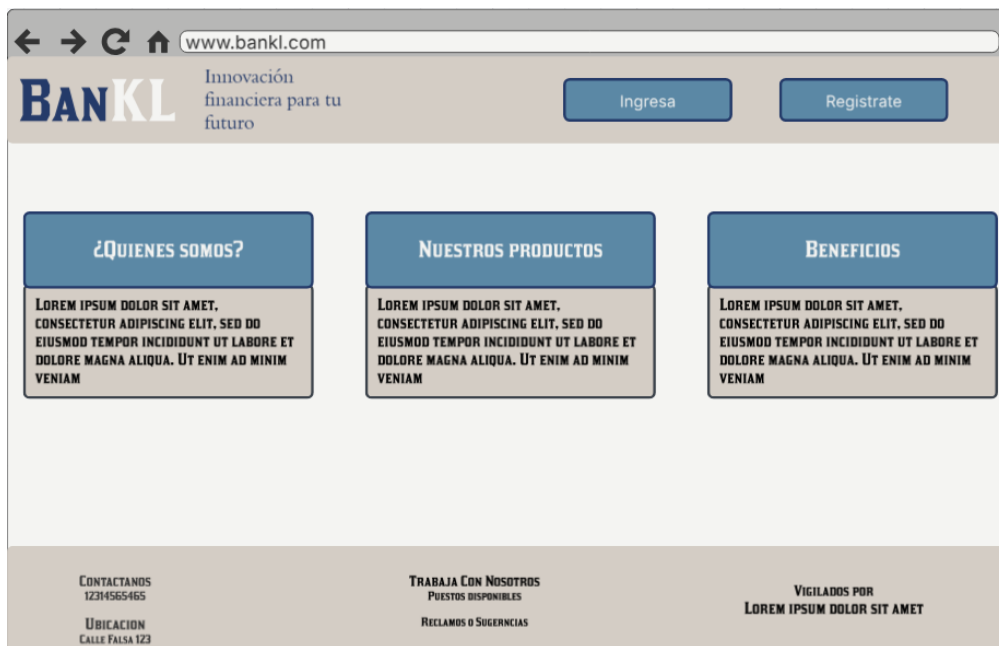 www.bankl.com
BanKL
Innovación
financiera para tu
futuro
Ingresa
Registrate
¿Quienes somos?
Lorem ipsum dolor sit amet,
consectetur adipiscing elit, sed do
eiusmod tempor incididunt ut labore et
dolore magna aliqua. Ut enim ad minim
veniam
Nuestros productos
Lorem ipsum dolor sit amet,
consectetur adipiscing elit, sed do
eiusmod tempor incididunt ut labore et
dolore magna aliqua. Ut enim ad minim
veniam
Beneficios
Lorem ipsum dolor sit amet,
consectetur adipiscing elit, sed do
eiusmod tempor incididunt ut labore et
dolore magna aliqua. Ut enim ad minim
veniam
Contactanos
12314565465
Ubicacion
Calle Falsa 123
Trabaja Con Nosotros
Puestos disponibles
Reclamos o Sugerncias
Vigilados por
Lorem ipsum dolor sit amet